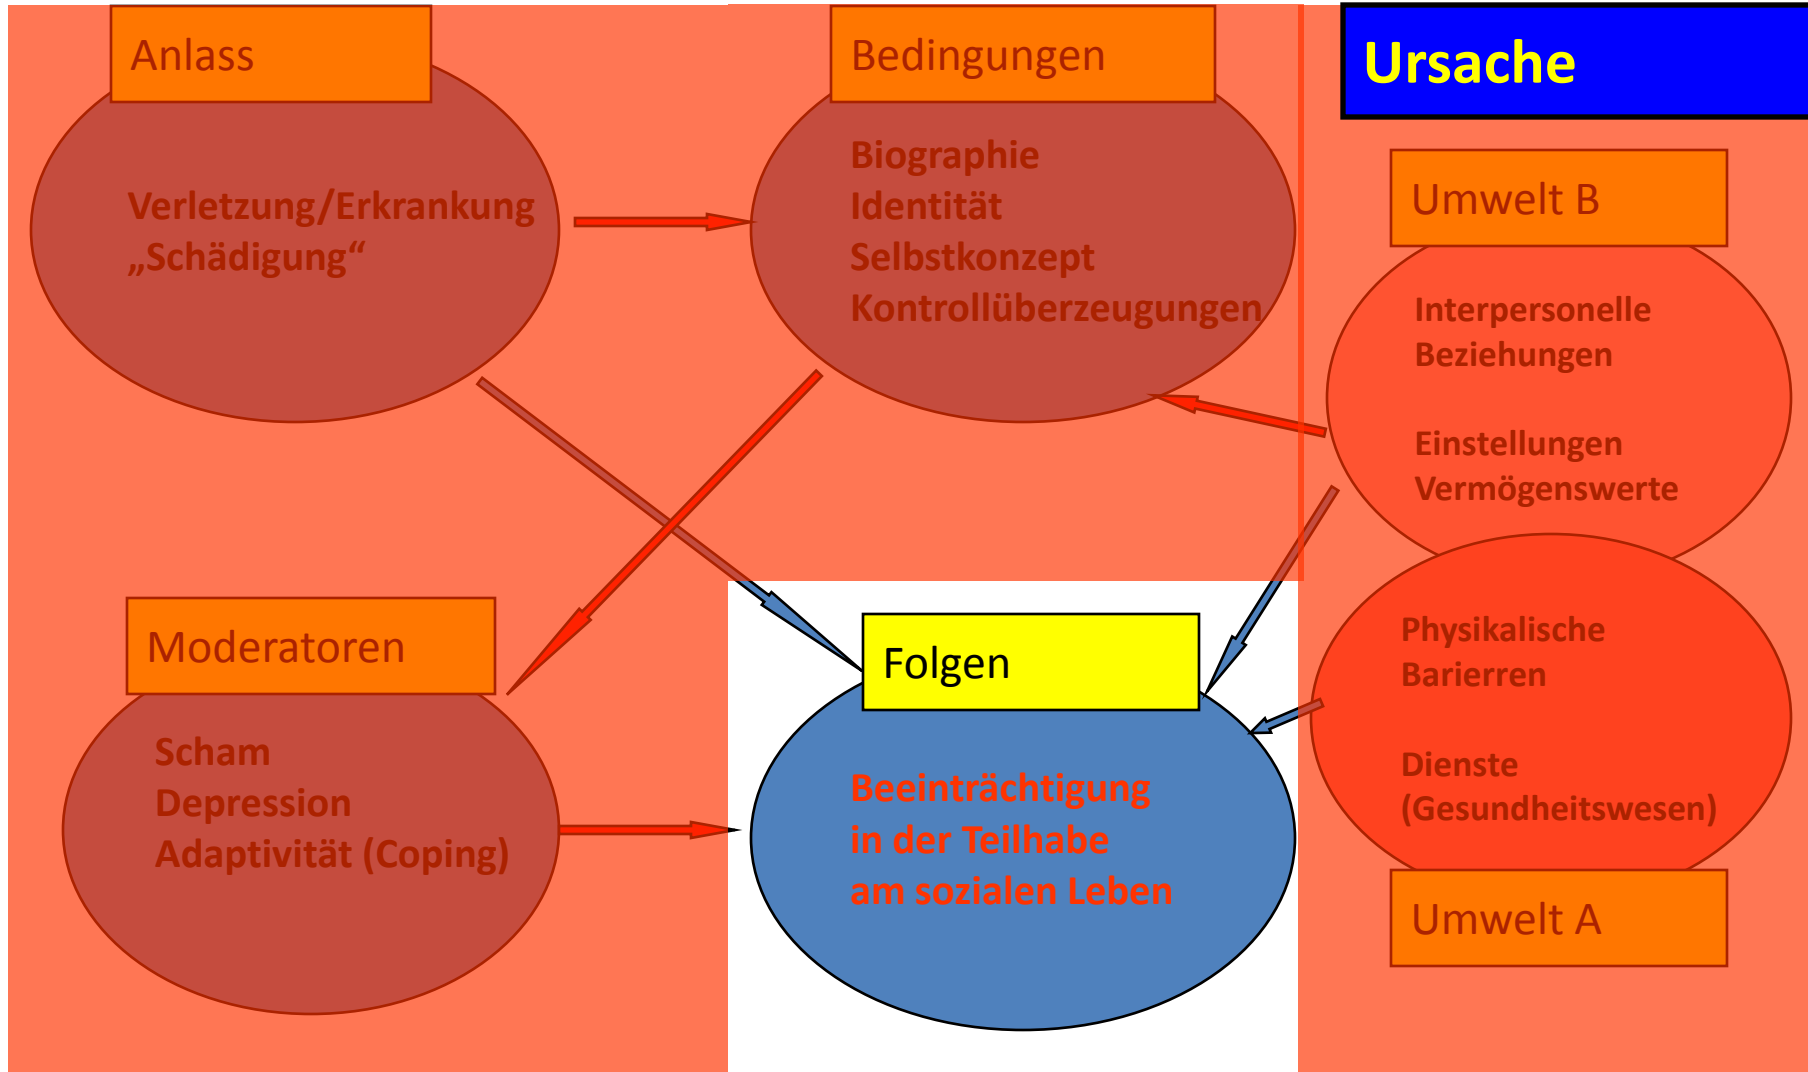 Anlass
Verletzung/Erkrankung
„Schädigung“
Bedingungen
Biographie
Identität
Selbstkonzept
Kontrollüberzeugungen
Ursache
Umwelt B
Interpersonelle
Beziehungen
Einstellungen
Vermögenswerte
Moderatoren
Scham
Depression
Adaptivität (Coping)
Folgen
Beeinträchtigung
in der Teilhabe
am sozialen Leben
Physikalische
Barierren
Dienste
(Gesundheitswesen)
Umwelt A